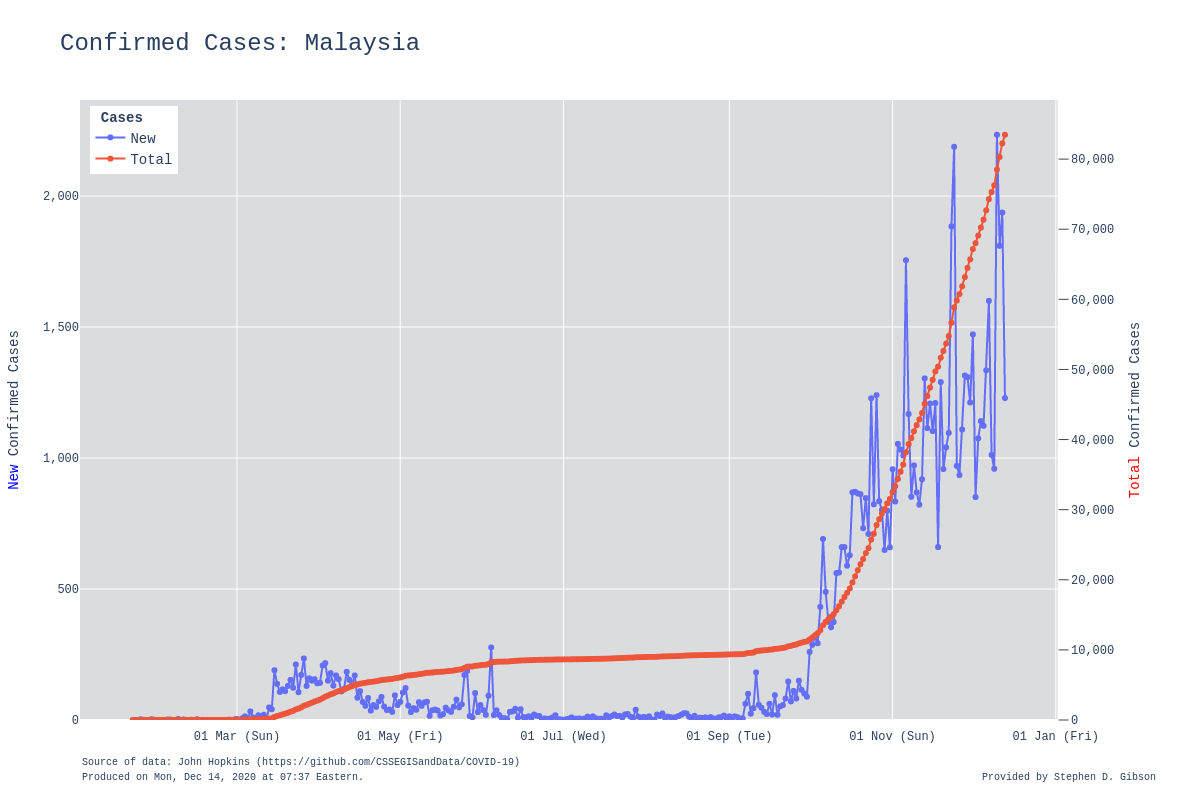 Confirmed Cases: Malaysia
Cases
New
Total
2,000
1,500
1,000
500
0
80,000
70,000
60,000
50,000
40,000
30,000
20,000
10,000
0
New Confirmed Cases
Total Confirmed Cases
01 Mar (Sun)
01 May (Fri)
01 Jul (Wed)
01 Sep (Tue)
01 Nov (Sun)
01 Jan (Fri)
Source of data: John Hopkins (https://github.com/CSSEGISandData/COVID-19)
Produced on Mon, Dec 14, 2020 at 07:37 Eastern.
Provided by Stephen D. Gibson